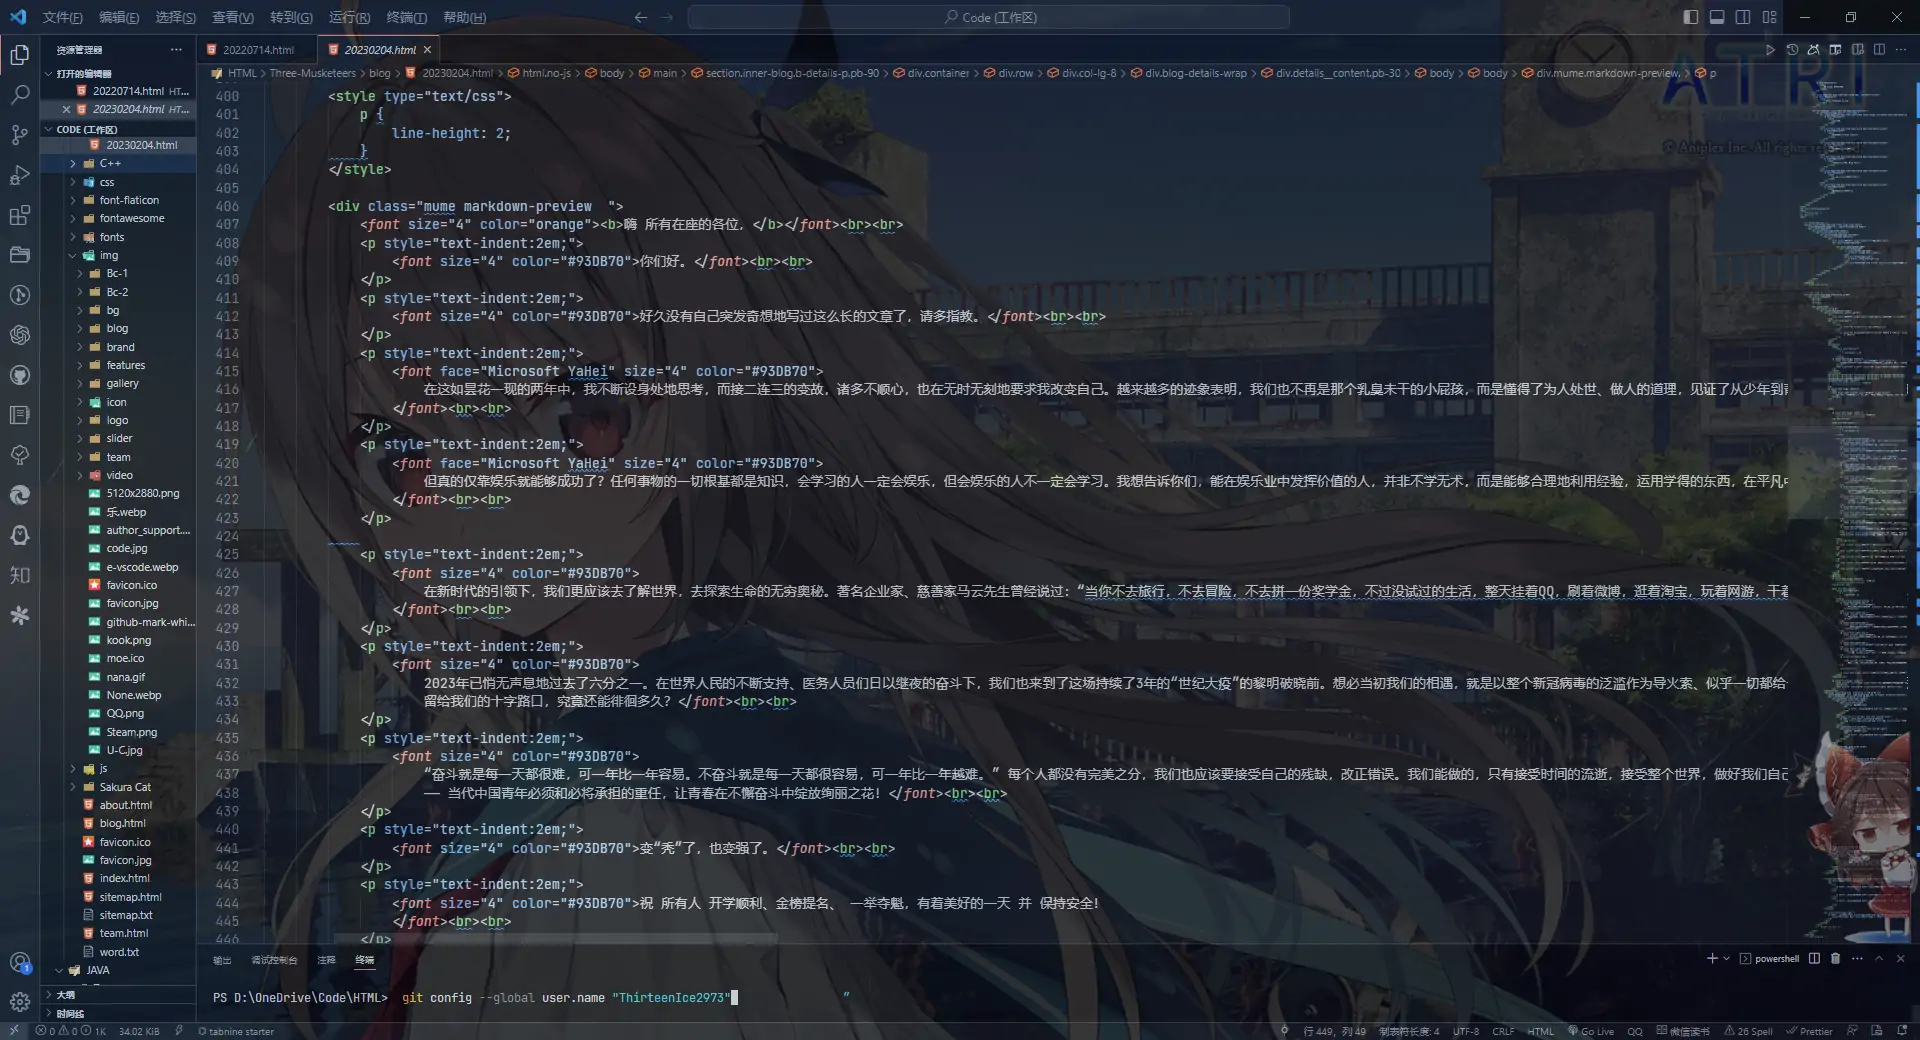 文件(F) 编辑(E) 选择(S) 查看(V) 转到(G) 运行(R) 终端(T) 帮助(H)
Code (工作区)
资源管理器
20220714.html
20230204.html
HTML > Three-Musketeers > blog > 20230204.html > html.no-js > body > main > section.inner-blog.b-details-p.pb-90 > div.container > div.row > div.col-lg-8 > div.blog-details-wrap > div.details__content.pb-30 > body > body > div.mume.markdown-preview. > p
打开的编辑器
20220714.html HT...
20230204.html HT...
CODE (工作区)
20230204.html
C++
css
font-flaticon
fontawesome
fonts
img
Bc-1
Bc-2
bg
blog
brand
features
gallery
icon
logo
slider
team
video
5120x2880.png
乐.webp
author_support....
code.jpg
e-vscode.webp
favicon.ico
favicon.jpg
github-mark-whi...
kook.png
moe.ico
nana.gif
None.webp
QQ.png
Steam.png
U-C.jpg
js
Sakura Cat
about.html
blog.html
favicon.ico
favicon.jpg
index.html
sitemap.html
sitemap.txt
team.html
word.txt
JAVA
大纲
时间线
ATRI
© Aniplex Inc. All rights reserved.
400 <style type="text/css">
401 p {
402 line-height: 2;
403 }
404 </style>
405
406 <div class="mume markdown-preview  ">
407 <font size="4" color="orange"><b>嗨 所有在座的各位, </b></font><br><br>
408 <p style="text-indent:2em;">
409 <font size="4" color="#93DB70">你们好。</font><br><br>
410 </p>
411 <p style="text-indent:2em;">
412 <font size="4" color="#93DB70">好久没有自己突发奇想地写过这么长的文章了，请多指教。</font><br><br>
413 </p>
414 <p style="text-indent:2em;">
415 <font face="Microsoft YaHei" size="4" color="#93DB70">
416 在这如昙花一现的两年中，我不断设身处地思考，而接二连三的变故，诸多不顺心，也在无时无刻地要求我改变自己。越来越多的迹象表明，我们也不再是那个乳臭未干的小屁孩，而是懂得了为人处世、做人的道理，见证了从少年到
417 </font><br><br>
418 </p>
419 <p style="text-indent:2em;">
420 <font face="Microsoft YaHei" size="4" color="#93DB70">
421 但真的仅靠娱乐就能够成功了？任何事物的一切根基都是知识，会学习的人一定会娱乐，但会娱乐的人不一定会学习。我想告诉你们，能在娱乐业中发挥价值的人，并非不学无术，而是能够合理地利用经验，运用学得的东西，在平凡
422 </font><br><br>
423 </p>
424
425 <p style="text-indent:2em;">
426 <font size="4" color="#93DB70">
427 在新时代的引领下，我们更应该去了解世界，去探索生命的无穷奥秘。著名企业家、慈善家马云先生曾经说过：“当你不去旅行，不去冒险，不去拼一份奖学金，不过没试过的生活，整天挂着QQ，刷着微博，逛着淘宝，玩着网游，干着
428 </font><br><br>
429 </p>
430 <p style="text-indent:2em;">
431 <font size="4" color="#93DB70">
432 2023年已悄无声息地过去了六分之一。在世界人民的不断支持、医务人员们日以继夜的奋斗下，我们也来到了这场持续了3年的“世纪大疫”的黎明破晓前。想必当初我们的相遇，就是以整个新冠病毒的泛滥作为导火索、似乎一切都给
433 留给我们的十字路口，究竟还能徘徊多久？</font><br><br>
434 </p>
435 <p style="text-indent:2em;">
436 <font size="4" color="#93DB70">
437 “奋斗就是每一天都很难，可一年比一年容易。不奋斗就是每一天都很容易，可一年比一年越难。” 每个人都没有完美之分，我们也应该要接受自己的残缺，改正错误。我们能做的，只有接受时间的流逝，接受整个世界，做好我们自己
438 —— 当代中国青年必须和必将承担的重任，让青春在不懈奋斗中绽放绚丽之花！</font><br><br>
439 </p>
440 <p style="text-indent:2em;">
441 <font size="4" color="#93DB70">变“秃”了，也变强了。</font><br><br>
442 </p>
443 <p style="text-indent:2em;">
444 <font size="4" color="#93DB70">祝 所有人 开学顺利、金榜提名、 一举夺魁，有着美好的一天 并 保持安全！
445 </font><br><br>
446 </p>
输出 调试控制台 注释 终端
powershell
PS D:\OneDrive\Code\HTML> git config --global user.name "ThirteenIce2973" ”
0 0 1K 34.02 KiB tabnine starter
行 449，列 49 制表符长度: 4 UTF-8 CRLF HTML Go Live QQ 微信读书 26 Spell Prettier